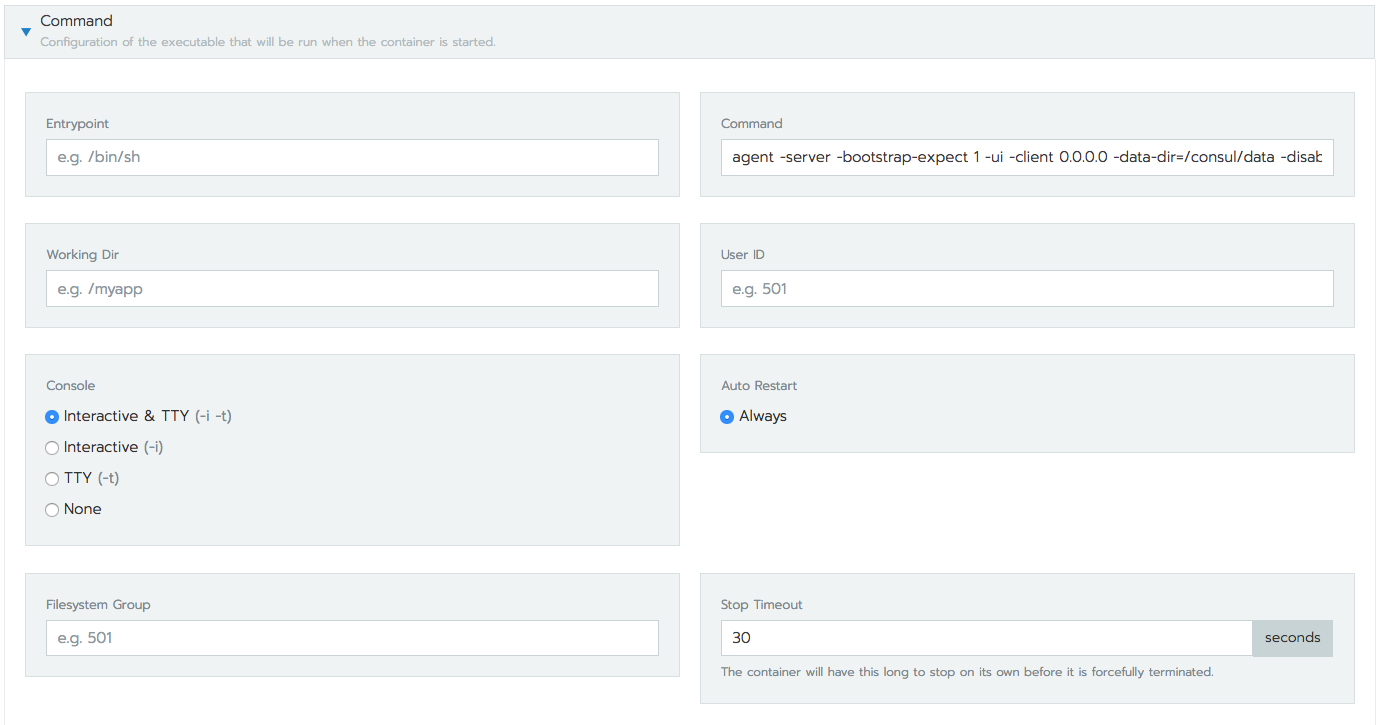 Command
Configuration of the executable that will be run when the container is started.
Entrypoint
e.g. /bin/sh
Command
agent -server -bootstrap-expect 1 -ui -client 0.0.0.0 -data-dir=/consul/data -disab
Working Dir
e.g. /myapp
User ID
e.g. 501
Console
Interactive & TTY (-i -t)
Interactive (-i)
TTY (-t)
None
Auto Restart
Always
Filesystem Group
e.g. 501
Stop Timeout
30 seconds
The container will have this long to stop on its own before it is forcefully terminated.